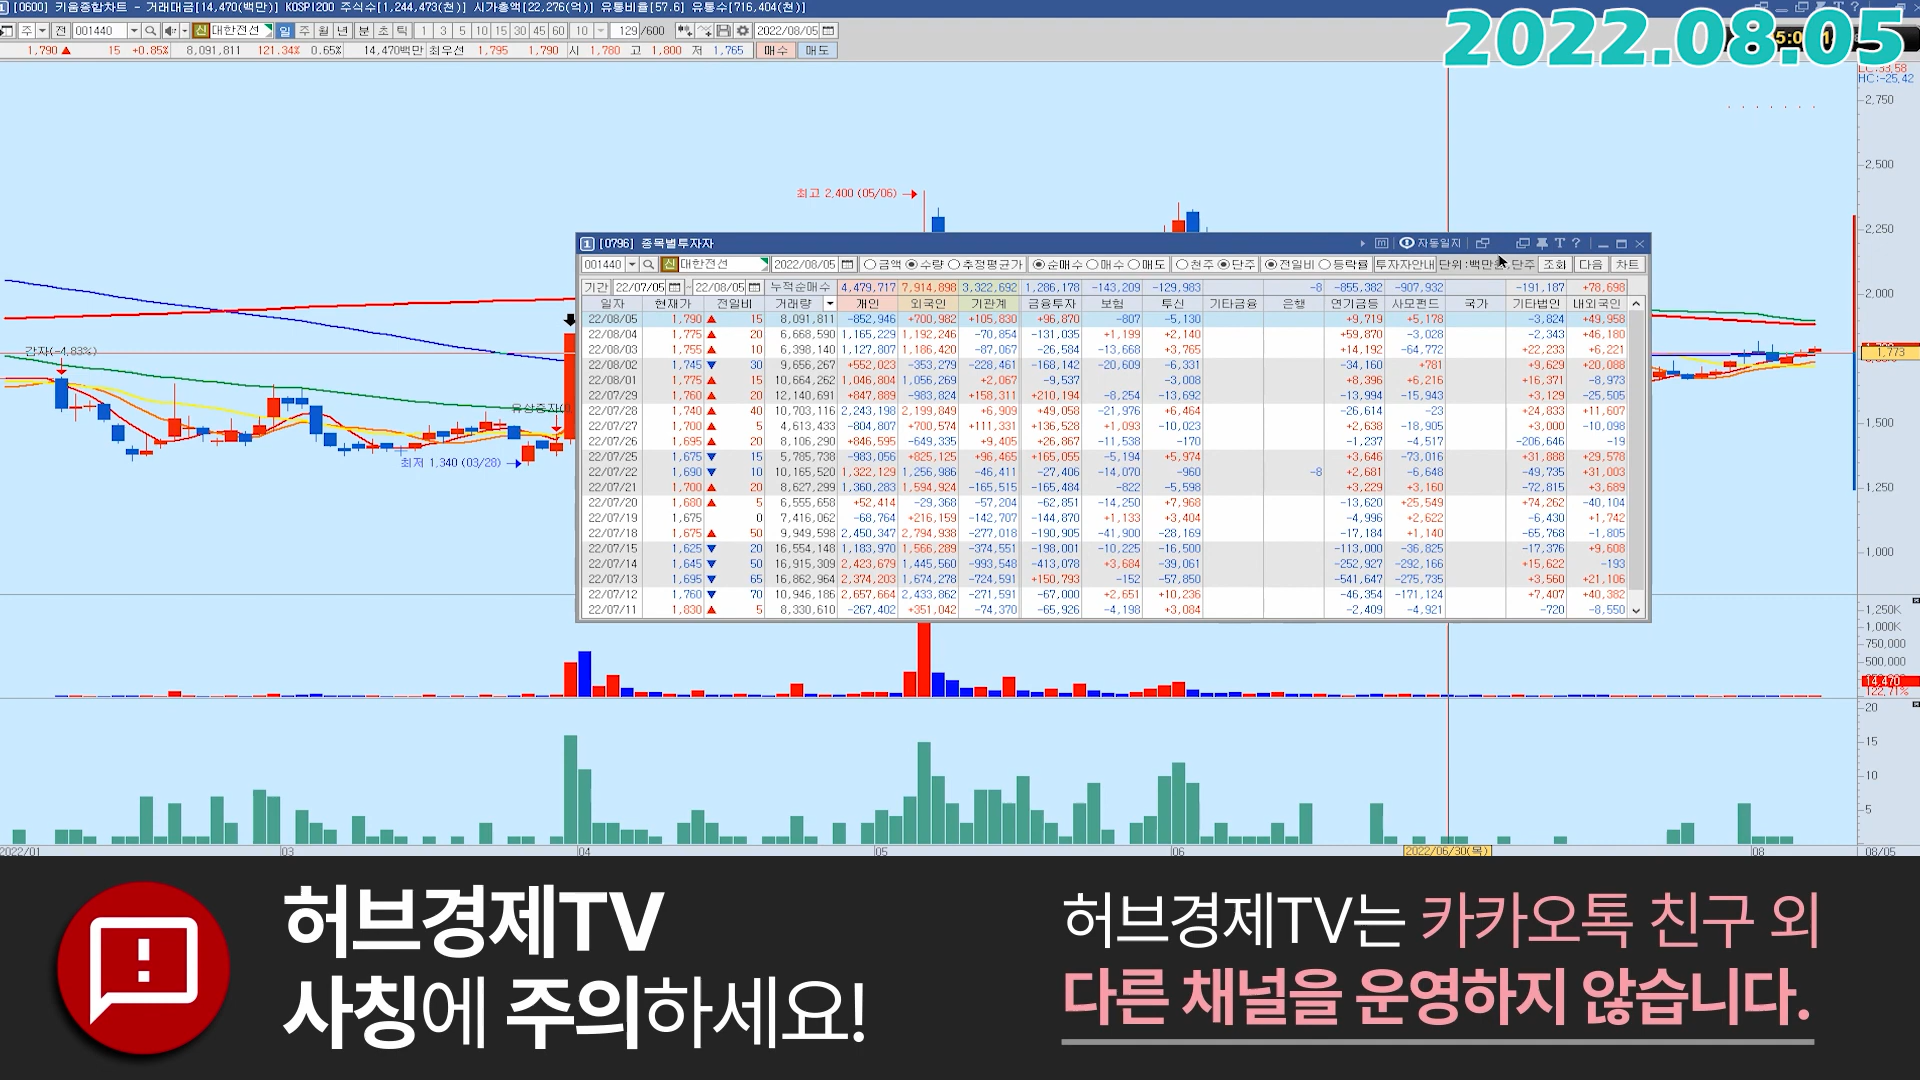 [0600] 키움종합차트 - 거래대금[14,470(백만)] KOSPI200 주식수[1,244,473(천)] 시가총액[22,276(억)] 유통비율[57.6] 유통수[716,404(천)]
2022.08.05
주 전 001440 신 대한전선 일 주 월 년 분 초 틱 1 3 5 10 15 20 30 45 60 10 129 /600 2022/08/05
1,790 ▲ 15 +0.85% 8,091,811 121.34% 0.65% 14,470백만 최우선 1,795 1,790 시 1,780 고 1,800 저 1,765 매수 매도
HC:-25.42
2,750
2,500
2,250
2,000
1,773
1,500
1,250
1,000
최고 2,400 (05/06)
감자(-4.83%)
최저 1,340 (03/28)
1 [0796] 종목별투자자 자동일지 T ?
001440 신 대한전선 2022/08/05 금액 수량 추정평균가 순매수 매수 매도 천주 단주 전일비 등락률 투자자안내 조회 다음 차트
기간 22/07/05 22/08/05 누적순매수 4,479,717 7,914,898 3,322,692 1,286,178 -143,209 -129,983 -8 -855,382 -907,932 -191,187 +78,698
일자 현재가 전일비 거래량 개인 외국인 기관계 금융투자 보험 투신 기타금융 은행 연기금등 사모펀드 국가 기타법인 내외국인
22/08/05 1,790 ▲ 15 8,091,811 -852,946 +700,982 +105,830 +96,870 -807 -5,130 +9,719 +5,178 -3,824 +49,958
22/08/04 1,775 ▲ 20 6,668,590 1,165,229 1,192,246 -70,854 -131,035 +1,199 +2,140 +59,870 -3,028 -2,343 +46,180
22/08/03 1,755 ▲ 10 6,398,140 1,127,807 1,186,420 -87,067 -26,584 -13,668 +3,765 +14,192 -64,772 +22,233 +6,221
22/08/02 1,745 ▼ 30 9,656,267 +552,023 -353,279 -228,461 -168,142 -20,609 -6,331 -34,160 +781 +9,629 +20,088
22/08/01 1,775 ▲ 15 10,664,262 1,046,804 1,056,269 +2,067 -9,537 -3,008 +8,396 +6,216 +16,371 -8,973
22/07/29 1,760 ▲ 20 12,140,691 +847,889 -983,824 +158,311 +210,194 -8,254 -13,692 -13,994 -15,943 +3,129 -25,505
22/07/28 1,740 ▲ 40 10,703,116 2,243,198 2,199,849 +6,909 +49,058 -21,976 +6,464 -26,614 -23 +24,833 +11,607
22/07/27 1,700 ▲ 5 4,613,433 -804,807 +700,574 +111,331 +136,528 +1,093 -10,023 +2,638 -18,905 +3,000 -10,098
22/07/26 1,695 ▲ 20 8,106,290 +846,595 -649,335 +9,405 +26,867 -11,538 -170 -1,237 -4,517 -206,646 -19
22/07/25 1,675 ▼ 15 5,785,738 -983,056 +825,125 +96,465 +165,055 -5,194 +5,974 +3,646 -73,016 +31,888 +29,578
22/07/22 1,690 ▼ 10 10,165,520 1,322,129 1,256,986 -46,411 -27,406 -14,070 -960 -8 +2,681 -6,648 -49,735 +31,003
22/07/21 1,700 ▲ 20 8,627,299 1,360,283 1,594,924 -165,515 -165,484 -822 -5,598 +3,229 +3,160 -72,815 +3,689
22/07/20 1,680 ▲ 5 6,555,658 +52,414 -29,368 -57,204 -62,851 -14,250 +7,968 -13,620 +25,549 +74,262 -40,104
22/07/19 1,675 0 7,416,062 -68,764 +216,159 -142,707 -144,870 +1,133 +3,404 -4,996 +2,622 -6,430 +1,742
22/07/18 1,675 ▲ 50 9,949,598 2,450,347 2,794,938 -277,018 -190,905 -41,900 -28,169 -17,184 +1,140 -65,768 -1,805
22/07/15 1,625 ▼ 20 16,554,148 1,183,970 1,566,289 -374,551 -198,001 -10,225 -16,500 -113,000 -36,825 -17,376 +9,608
22/07/14 1,645 ▼ 50 16,915,309 2,423,679 1,445,560 -993,548 -413,078 +3,684 -39,061 -252,927 -292,166 +15,622 -193
22/07/13 1,695 ▼ 65 16,862,964 2,374,203 1,674,278 -724,591 +150,793 -152 -57,850 -541,647 -275,735 +3,560 +21,106
22/07/12 1,760 ▼ 70 10,946,186 2,657,664 2,433,862 -271,591 -67,000 +2,651 +10,236 -46,354 -171,124 +7,407 +40,382
22/07/11 1,830 ▲ 5 8,330,610 -267,402 +351,042 -74,370 -65,926 -4,198 +3,084 -2,409 -4,921 -720 -8,550
1,250K
1,000K
750,000
500,000
14,470
122.71%
20
15
10
5
2022/01 03 04 05 06 2022/06/30(목) 08 08/05
허브경제TV
사칭에 주의하세요!
허브경제TV는 카카오톡 친구 외
다른 채널을 운영하지 않습니다.